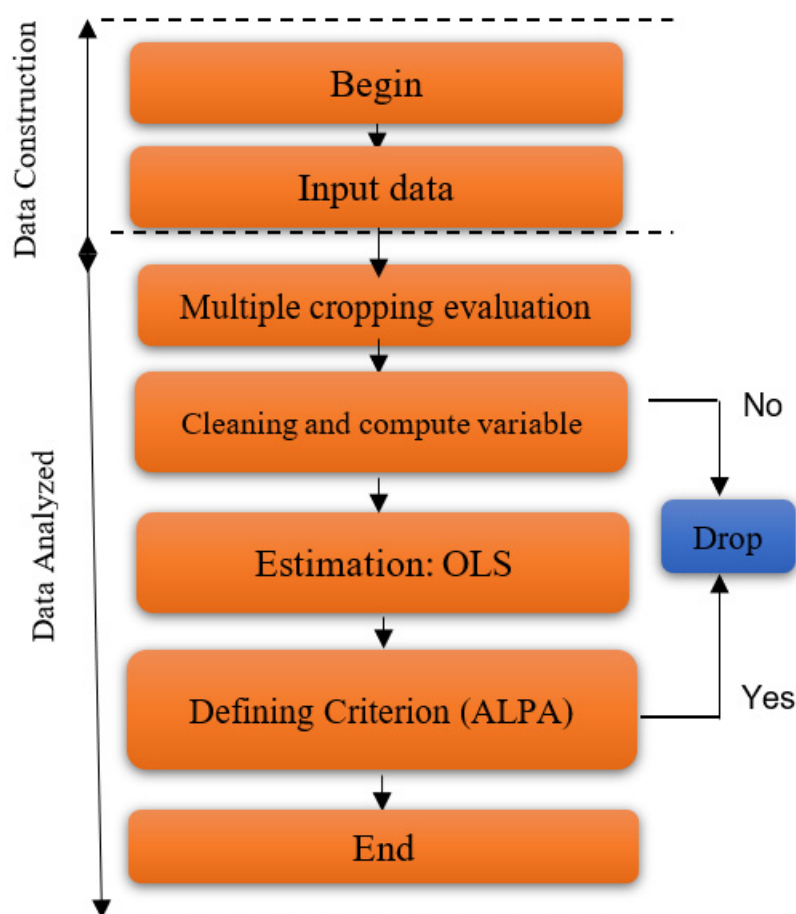 Data Construction
Begin
Input data
Data Analyzed
Multiple cropping evaluation
Cleaning and compute variable
No
Drop
Estimation: OLS
Defining Criterion (ALPA)
Yes
End